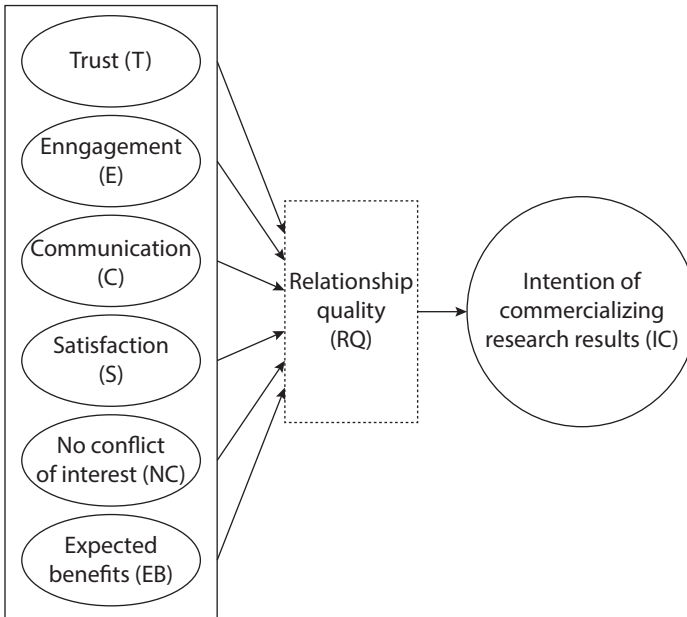 Trust (T)
Enngagement
(E)
Communication
(C)
Satisfaction
(S)
No conflict
of interest (NC)
Expected
benefits (EB)
Relationship
quality
(RQ)
Intention of
commercializing
research results (IC)